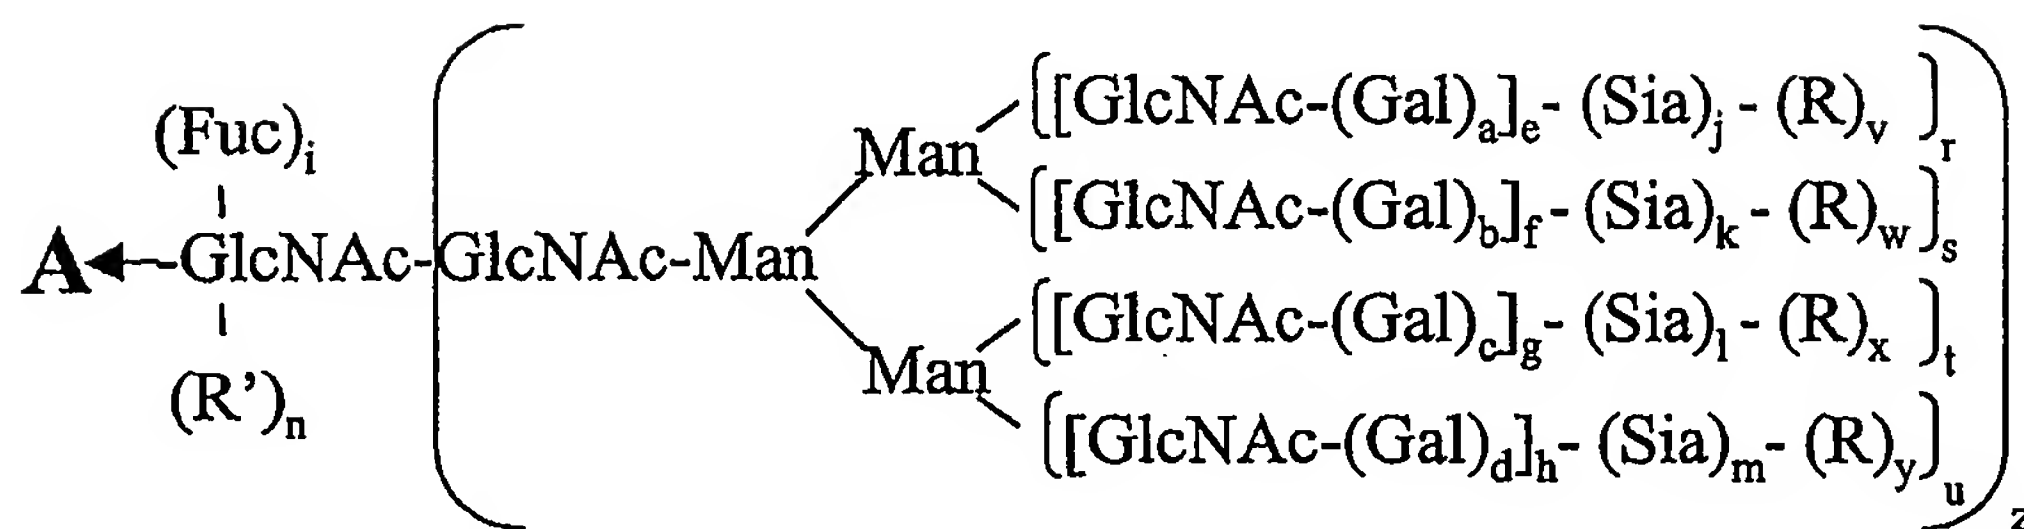 {[GlcNAc-(Gal)a]e- (Sia)j - (R)v }r
(Fuc)i
Man
{[GlcNAc-(Gal)b]f- (Sia)k - (R)w}s
A←-GlcNAc-(GlcNAc-Man
{[GlcNAc-(Gal)c]g- (Sia)l - (R)x }t
Man
(R’)n
{[GlcNAc-(Gal)d]h- (Sia)m- (R)y}u
)z